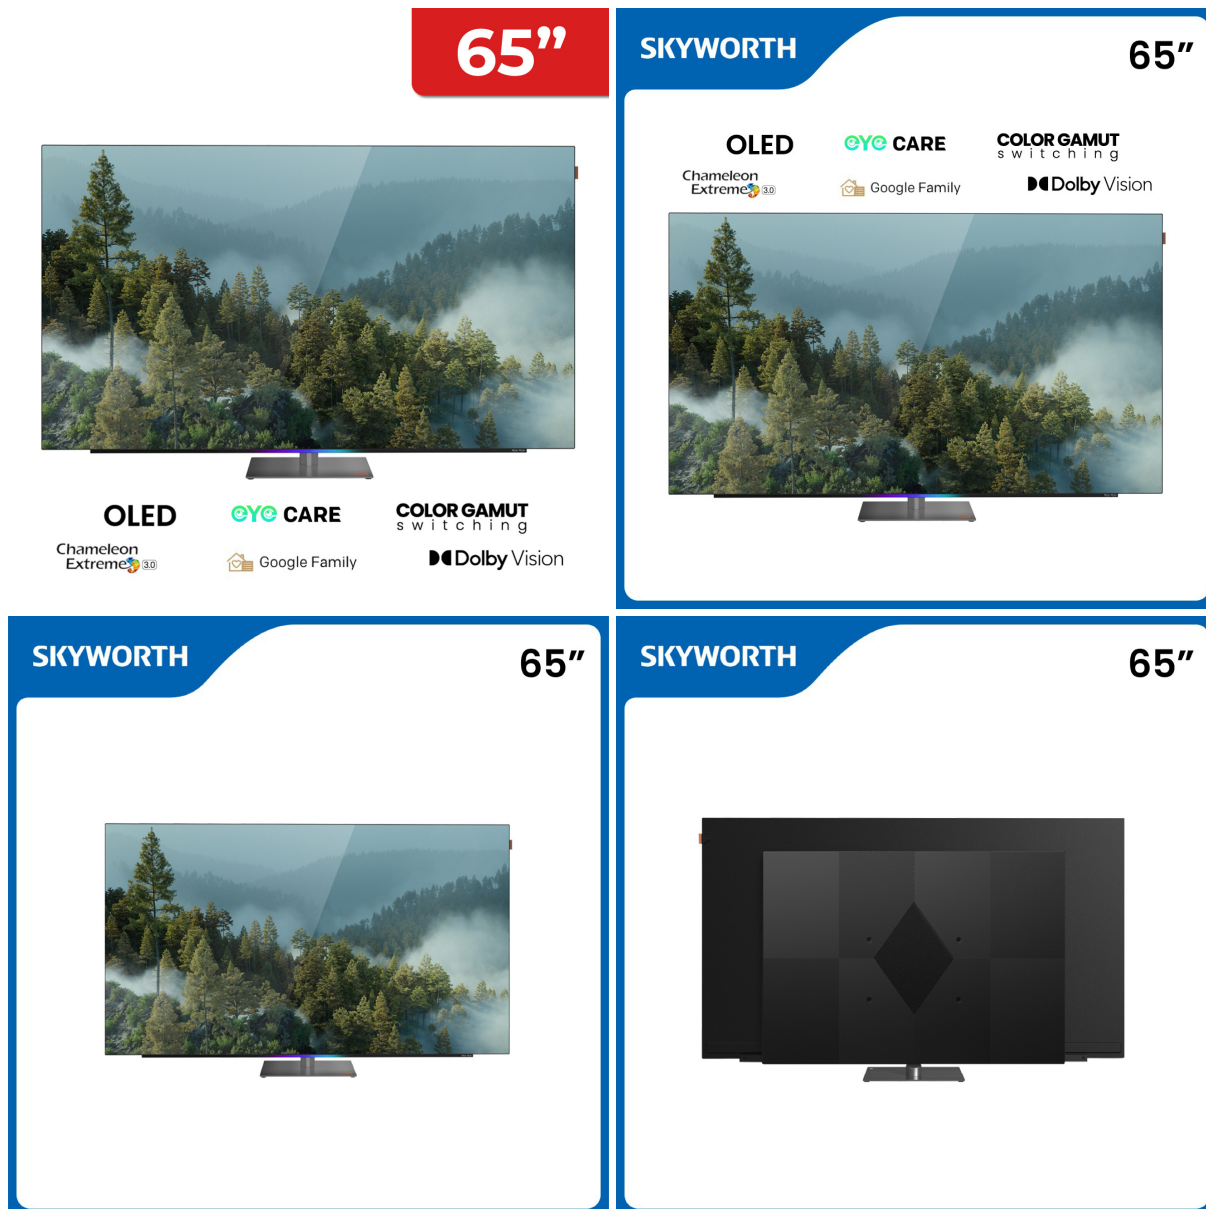 65”
OLED
eye CARE
COLOR GAMUT
switching
Chameleon
Extreme 3.0
Google Family
Dolby Vision
SKYWORTH
65”
OLED
eye CARE
COLOR GAMUT
switching
Chameleon
Extreme 3.0
Google Family
Dolby Vision
SKYWORTH
65”
SKYWORTH
65”